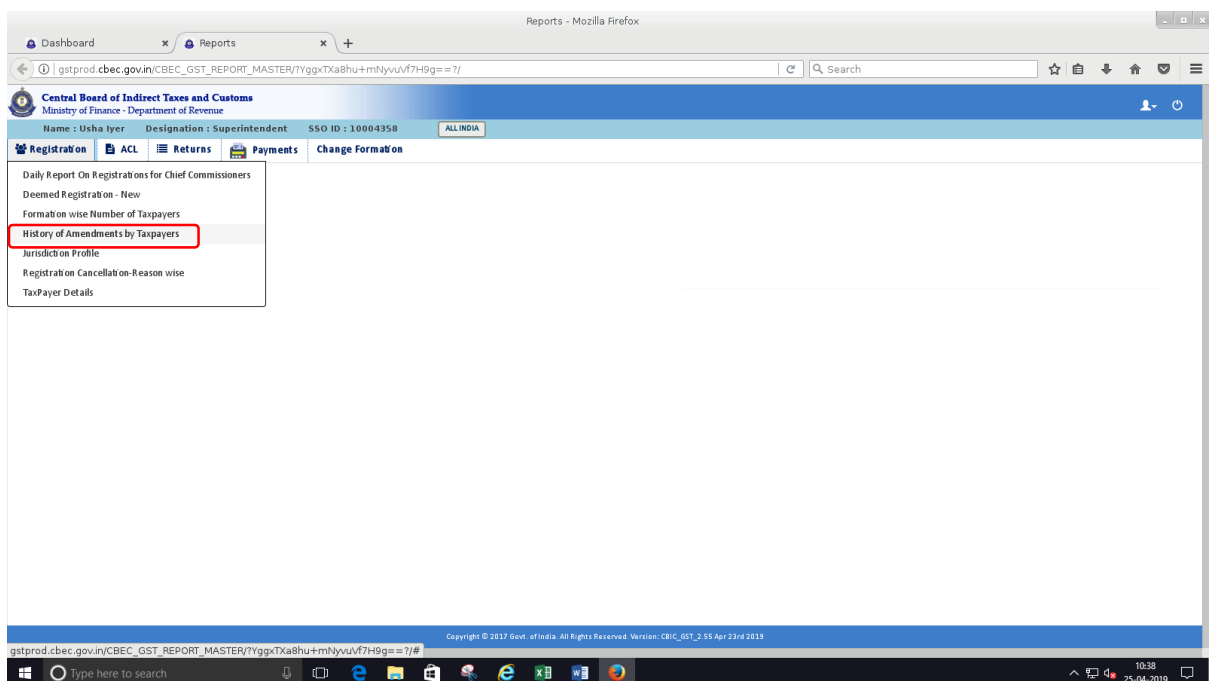 Reports - Mozilla Firefox
Dashboard
Reports
gstprod.cbec.gov.in/CBEC_GST_REPORT_MASTER/?YggxTXa8hu+mNyvuVf7H9g==?/
Search
Central Board of Indirect Taxes and Customs
Ministry of Finance - Department of Revenue
Name : Usha Iyer Designation : Superintendent SSO ID : 10004358 ALL INDIA
Registration ACL Returns Payments Change Formation
Daily Report On Registrations for Chief Commissioners
Deemed Registration - New
Formation wise Number of Taxpayers
History of Amendments by Taxpayers
Jurisdiction Profile
Registration Cancellation-Reason wise
TaxPayer Details
Copyright © 2017 Govt. of India. All Rights Reserved. Version: CBIC_GST_2.55 Apr 23rd 2019
gstprod.cbec.gov.in/CBEC_GST_REPORT_MASTER/?YggxTXa8hu+mNyvuVf7H9g==?/#
Type here to search
10:38
25-04-2019